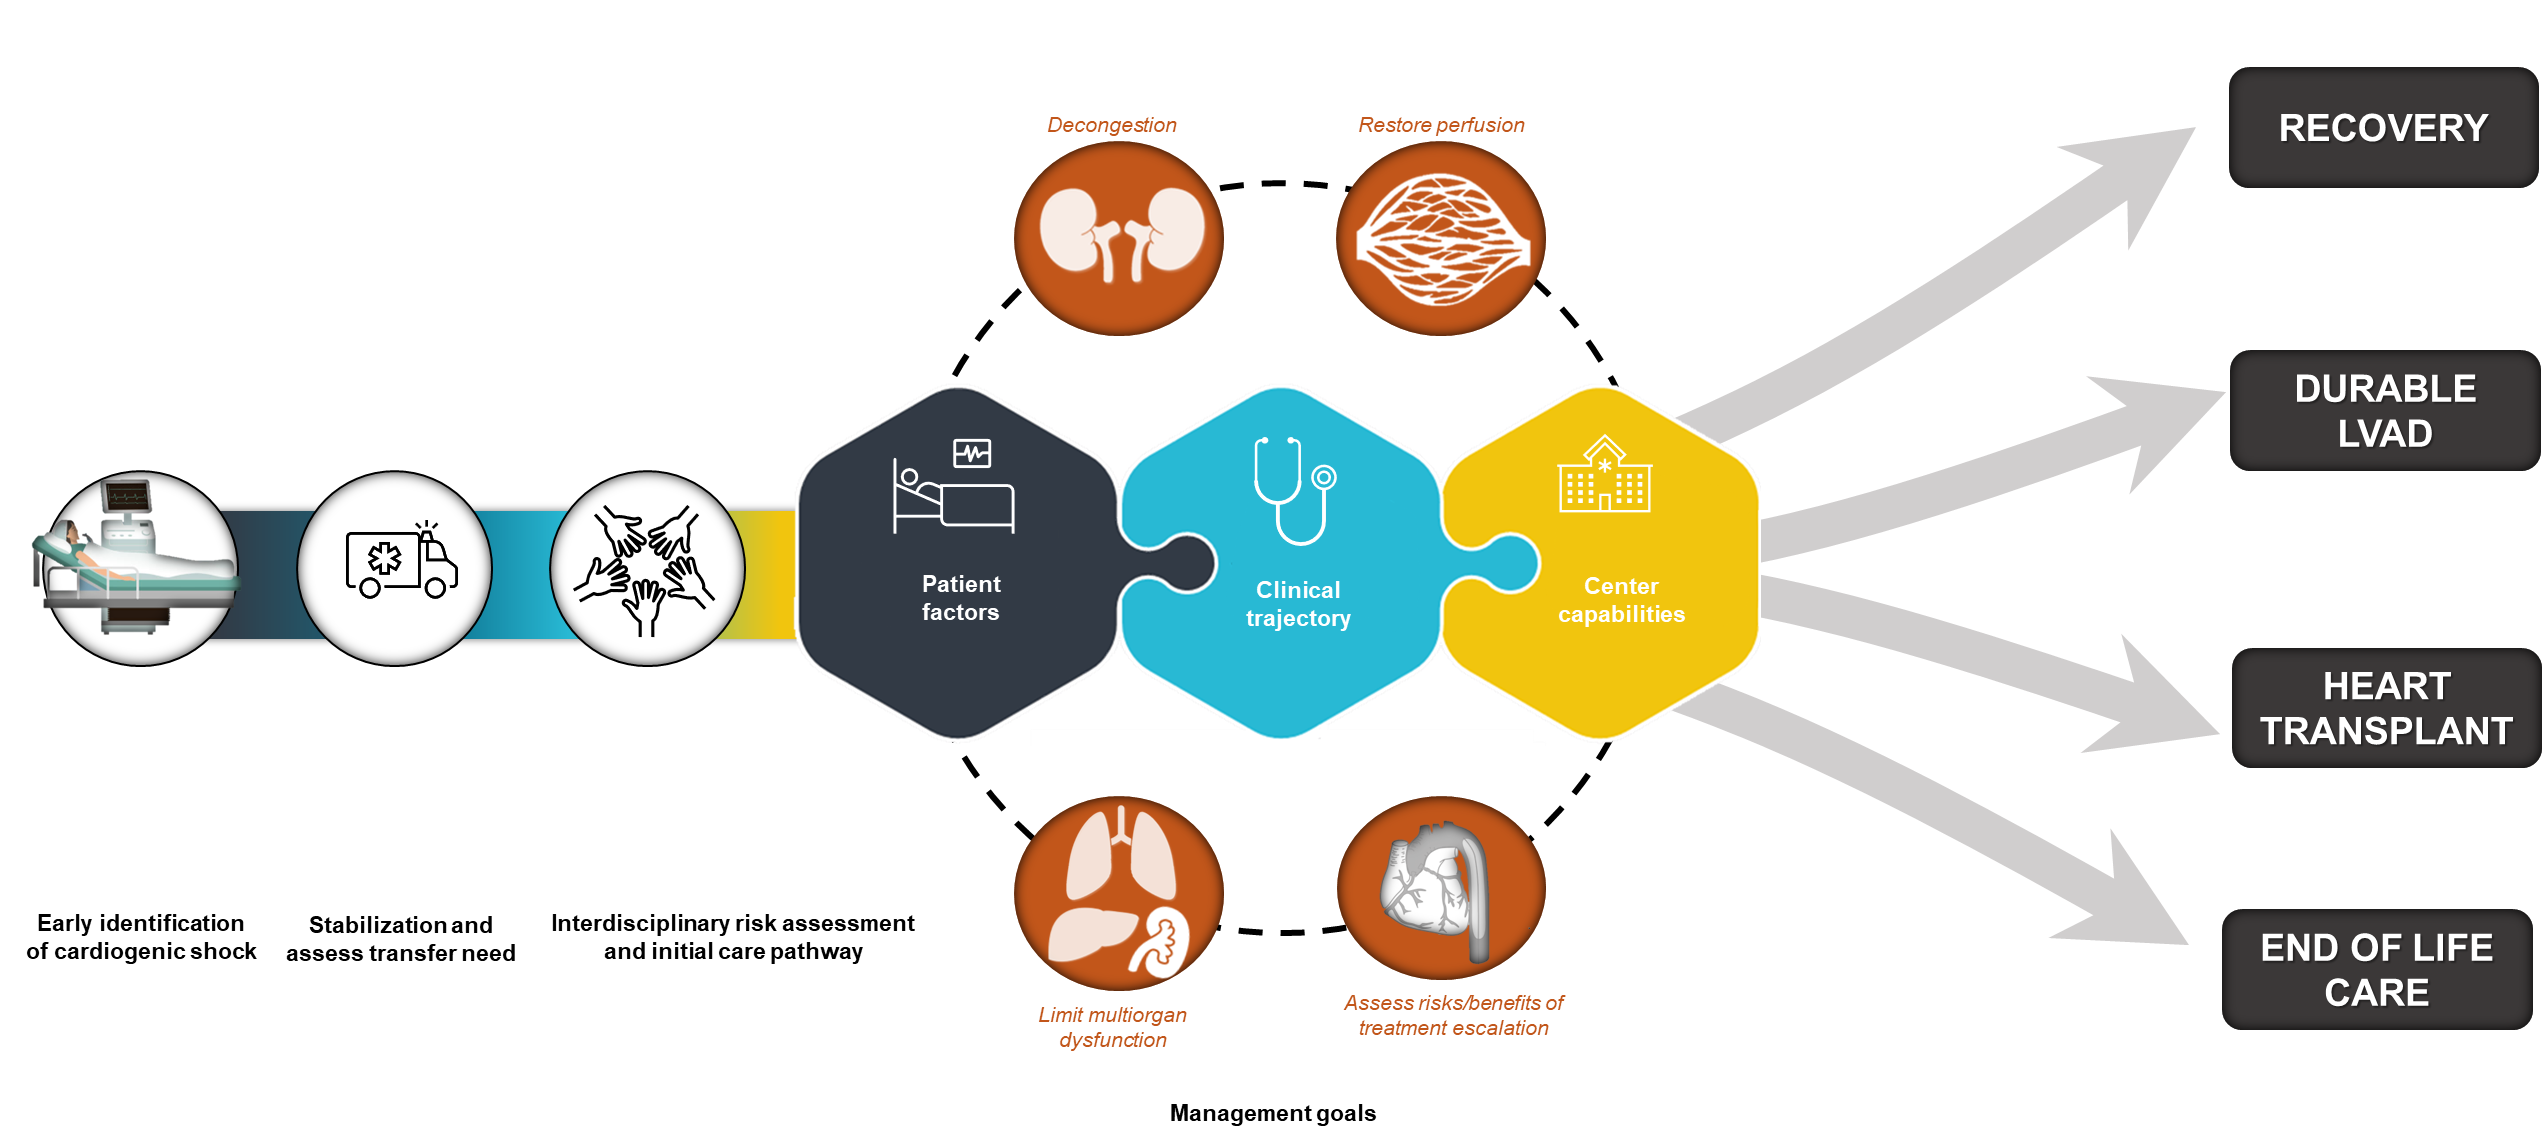 Decongestion
Restore perfusion
RECOVERY
DURABLE
LVAD
Patient
factors
Clinical
trajectory
Center
capabilities
HEART
TRANSPLANT
Early identification
of cardiogenic shock
Stabilization and
assess transfer need
Interdisciplinary risk assessment
and initial care pathway
Limit multiorgan
dysfunction
Assess risks/benefits of
treatment escalation
END OF LIFE
CARE
Management goals